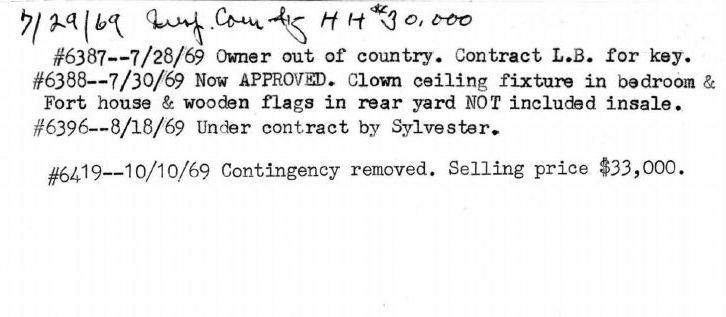 7/29/69 Com HH #30,000
#6387--7/28/69 Owner out of country. Contract L.B. for key.
#6388--7/30/69 Now APPROVED. Clown ceiling fixture in bedroom &
Fort house & wooden flags in rear yard NOT included insale.
#6396--8/18/69 Under contract by Sylvester.
#6419--10/10/69 Contingency removed. Selling price $33,000.